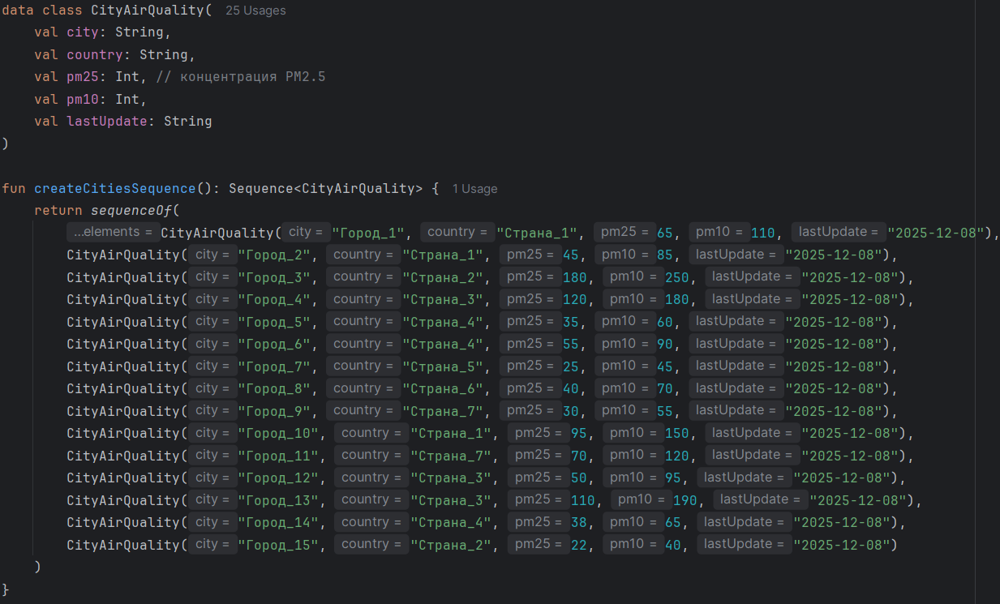 data class CityAirQuality( 25 Usages
val city: String,
val country: String,
val pm25: Int, // концентрация PM2.5
val pm10: Int,
val lastUpdate: String
)
fun createCitiesSequence(): Sequence<CityAirQuality> { 1 Usage
return sequenceOf(
...elements = CityAirQuality( city = "Город_1", country = "Страна_1", pm25 = 65, pm10 = 110, lastUpdate = "2025-12-08"),
CityAirQuality( city = "Город_2", country = "Страна_1", pm25 = 45, pm10 = 85, lastUpdate = "2025-12-08"),
CityAirQuality( city = "Город_3", country = "Страна_2", pm25 = 180, pm10 = 250, lastUpdate = "2025-12-08"),
CityAirQuality( city = "Город_4", country = "Страна_3", pm25 = 120, pm10 = 180, lastUpdate = "2025-12-08"),
CityAirQuality( city = "Город_5", country = "Страна_4", pm25 = 35, pm10 = 60, lastUpdate = "2025-12-08"),
CityAirQuality( city = "Город_6", country = "Страна_4", pm25 = 55, pm10 = 90, lastUpdate = "2025-12-08"),
CityAirQuality( city = "Город_7", country = "Страна_5", pm25 = 25, pm10 = 45, lastUpdate = "2025-12-08"),
CityAirQuality( city = "Город_8", country = "Страна_6", pm25 = 40, pm10 = 70, lastUpdate = "2025-12-08"),
CityAirQuality( city = "Город_9", country = "Страна_7", pm25 = 30, pm10 = 55, lastUpdate = "2025-12-08"),
CityAirQuality( city = "Город_10", country = "Страна_1", pm25 = 95, pm10 = 150, lastUpdate = "2025-12-08"),
CityAirQuality( city = "Город_11", country = "Страна_7", pm25 = 70, pm10 = 120, lastUpdate = "2025-12-08"),
CityAirQuality( city = "Город_12", country = "Страна_3", pm25 = 50, pm10 = 95, lastUpdate = "2025-12-08"),
CityAirQuality( city = "Город_13", country = "Страна_3", pm25 = 110, pm10 = 190, lastUpdate = "2025-12-08"),
CityAirQuality( city = "Город_14", country = "Страна_4", pm25 = 38, pm10 = 65, lastUpdate = "2025-12-08"),
CityAirQuality( city = "Город_15", country = "Страна_2", pm25 = 22, pm10 = 40, lastUpdate = "2025-12-08")
)
}